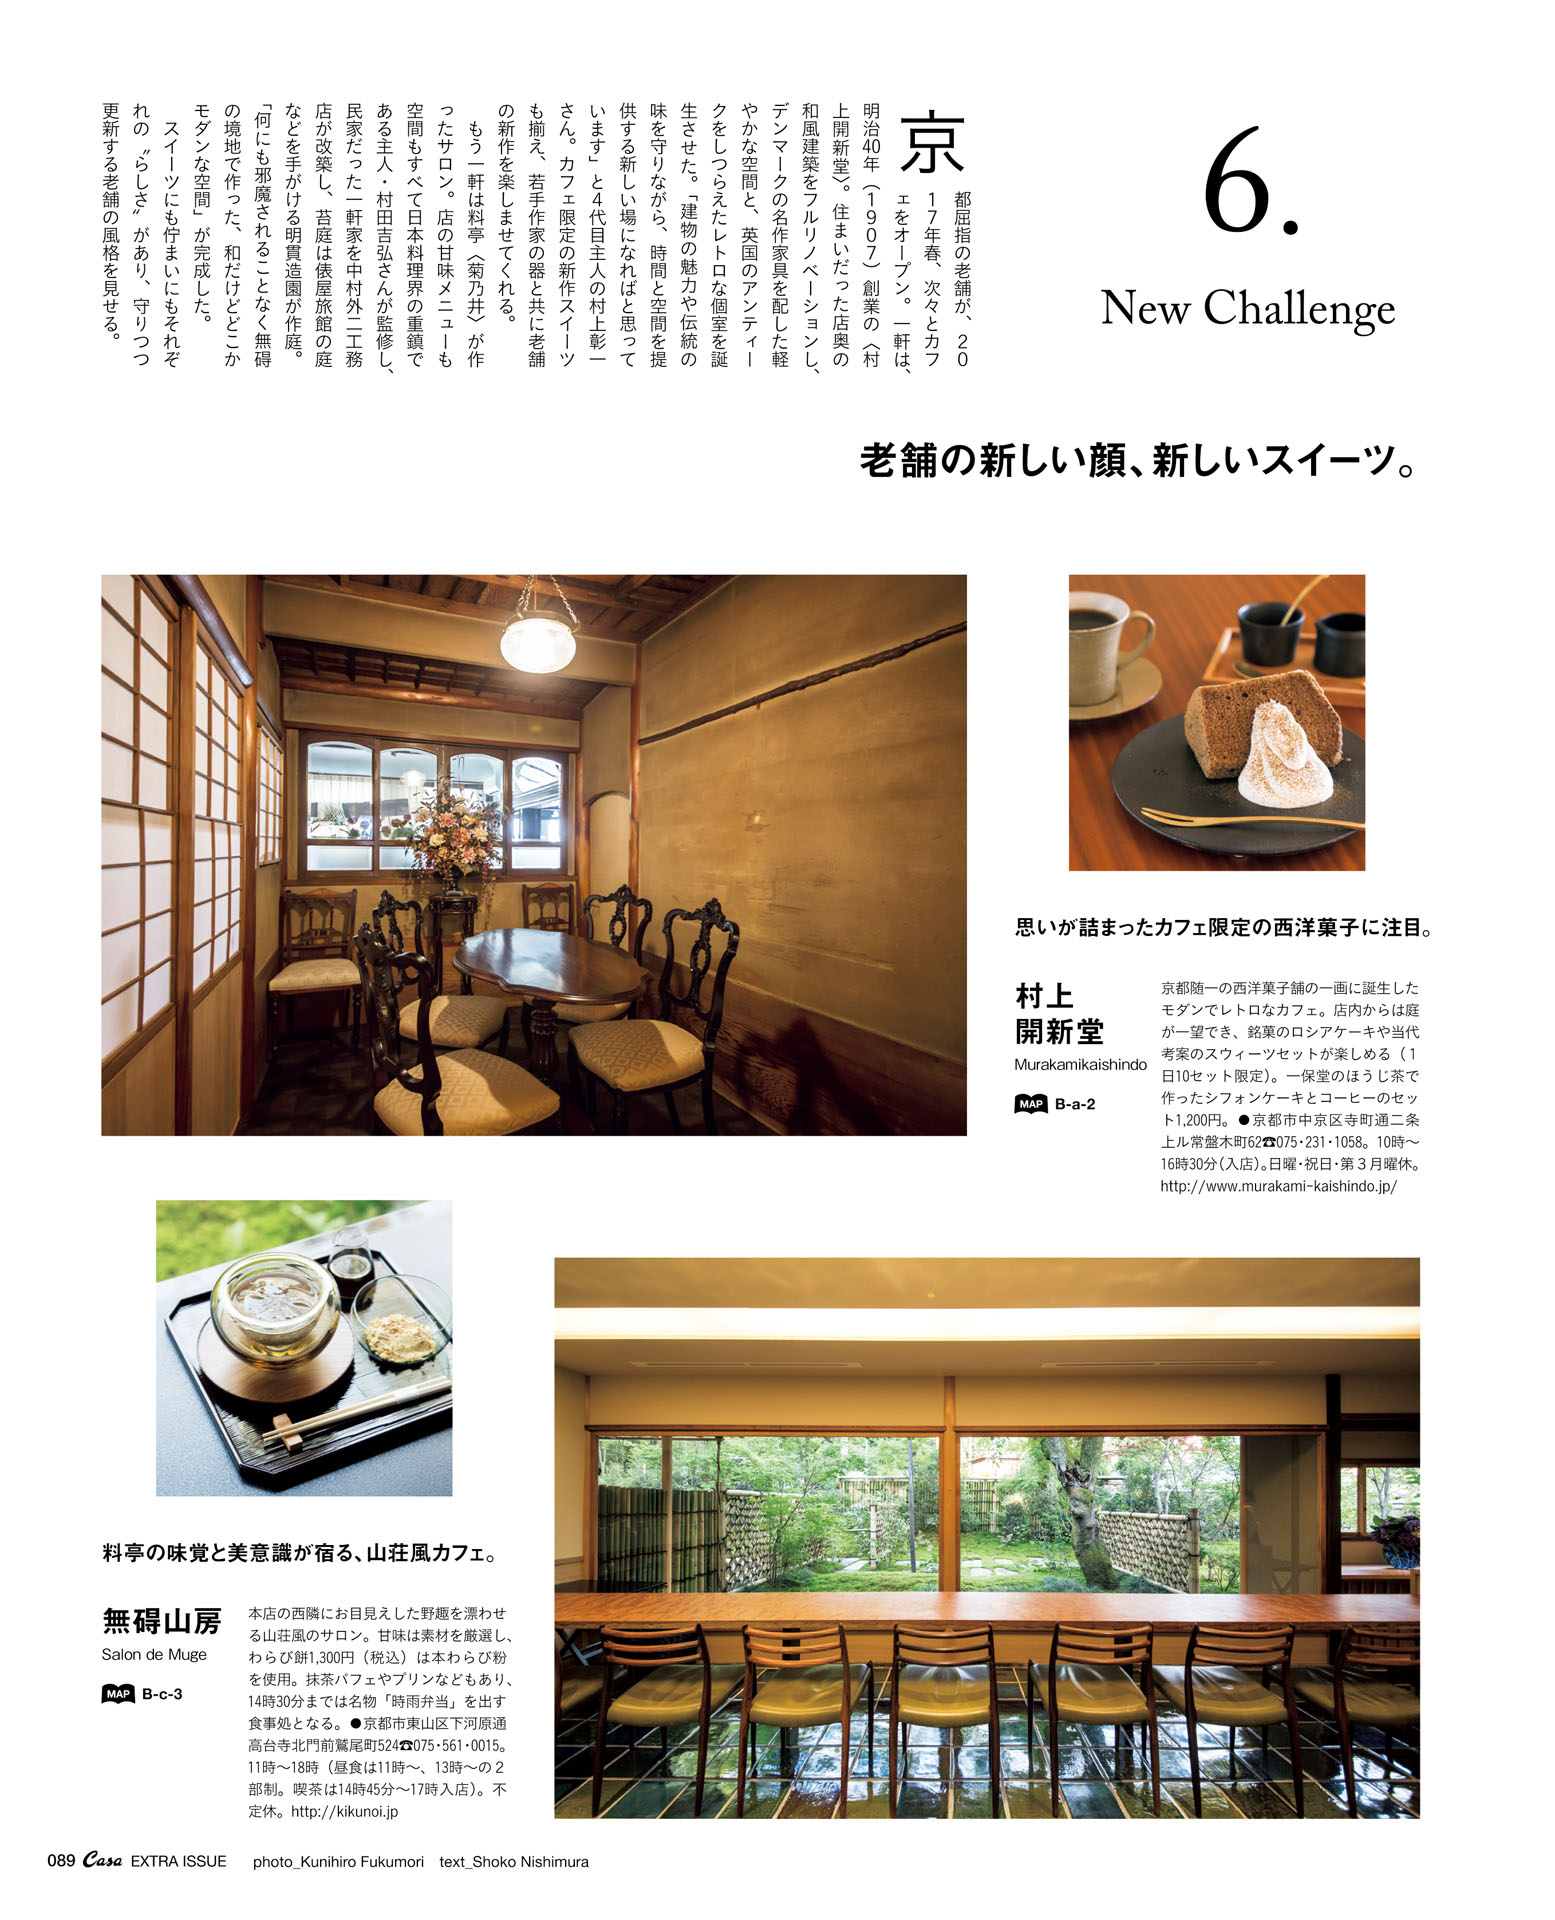 6.
New Challenge
老舗の新しい顔、新しいスイーツ。
京都屈指の老舗が、20
17年春、次々とカフ
ェをオープン。一軒は、
明治40年（1907）創業の〈村
上開新堂〉。住まいだった店奥の
和風建築をフルリノベーションし、
デンマークの名作家具を配した軽
やかな空間と、英国のアンティー
クをしつらえたレトロな個室を誕
生させた。「建物の魅力や伝統の
味を守りながら、時間と空間を提
供する新しい場になればと思って
います」と4代目主人の村上彰一
さん。カフェ限定の新作スイーツ
も揃え、若手作家の器と共に老舗
の新作を楽しませてくれる。
もう一軒は料亭〈菊乃井〉が作
ったサロン。店の甘味メニューも
空間もすべて日本料理界の重鎮で
ある主人・村田吉弘さんが監修し、
民家だった一軒家を中村外二工務
店が改築し、苔庭は俵屋旅館の庭
などを手がける明貫造園が作庭。
「何にも邪魔されることなく無碍
の境地で作った、和だけどどこか
モダンな空間」が完成した。
スイーツにも佇まいにもそれぞ
れの〝らしさ〟があり、守りつつ
更新する老舗の風格を見せる。
思いが詰まったカフェ限定の西洋菓子に注目。
村上
開新堂
Murakamikaishindo
MAP B-a-2
京都随一の西洋菓子舗の一画に誕生した
モダンでレトロなカフェ。店内からは庭
が一望でき、銘菓のロシアケーキや当代
考案のスウィーツセットが楽しめる（1
日10セット限定）。一保堂のほうじ茶で
作ったシフォンケーキとコーヒーのセッ
ト1,200円。●京都市中京区寺町通二条
上ル常盤木町62☎075・231・1058。10時〜
16時30分（入店）。日曜・祝日・第３月曜休。
http://www.murakami-kaishindo.jp/
料亭の味覚と美意識が宿る、山荘風カフェ。
無碍山房
Salon de Muge
MAP B-c-3
本店の西隣にお目見えした野趣を漂わせ
る山荘風のサロン。甘味は素材を厳選し、
わらび餅1,300円（税込）は本わらび粉
を使用。抹茶パフェやプリンなどもあり、
14時30分までは名物「時雨弁当」を出す
食事処となる。●京都市東山区下河原通
高台寺北門前鷲尾町524☎075・561・0015。
11時〜18時（昼食は11時〜、13時〜の２
部制。喫茶は14時45分〜17時入店）。不
定休。http://kikunoi.jp
089 Casa EXTRA ISSUE photo_Kunihiro Fukumori text_Shoko Nishimura